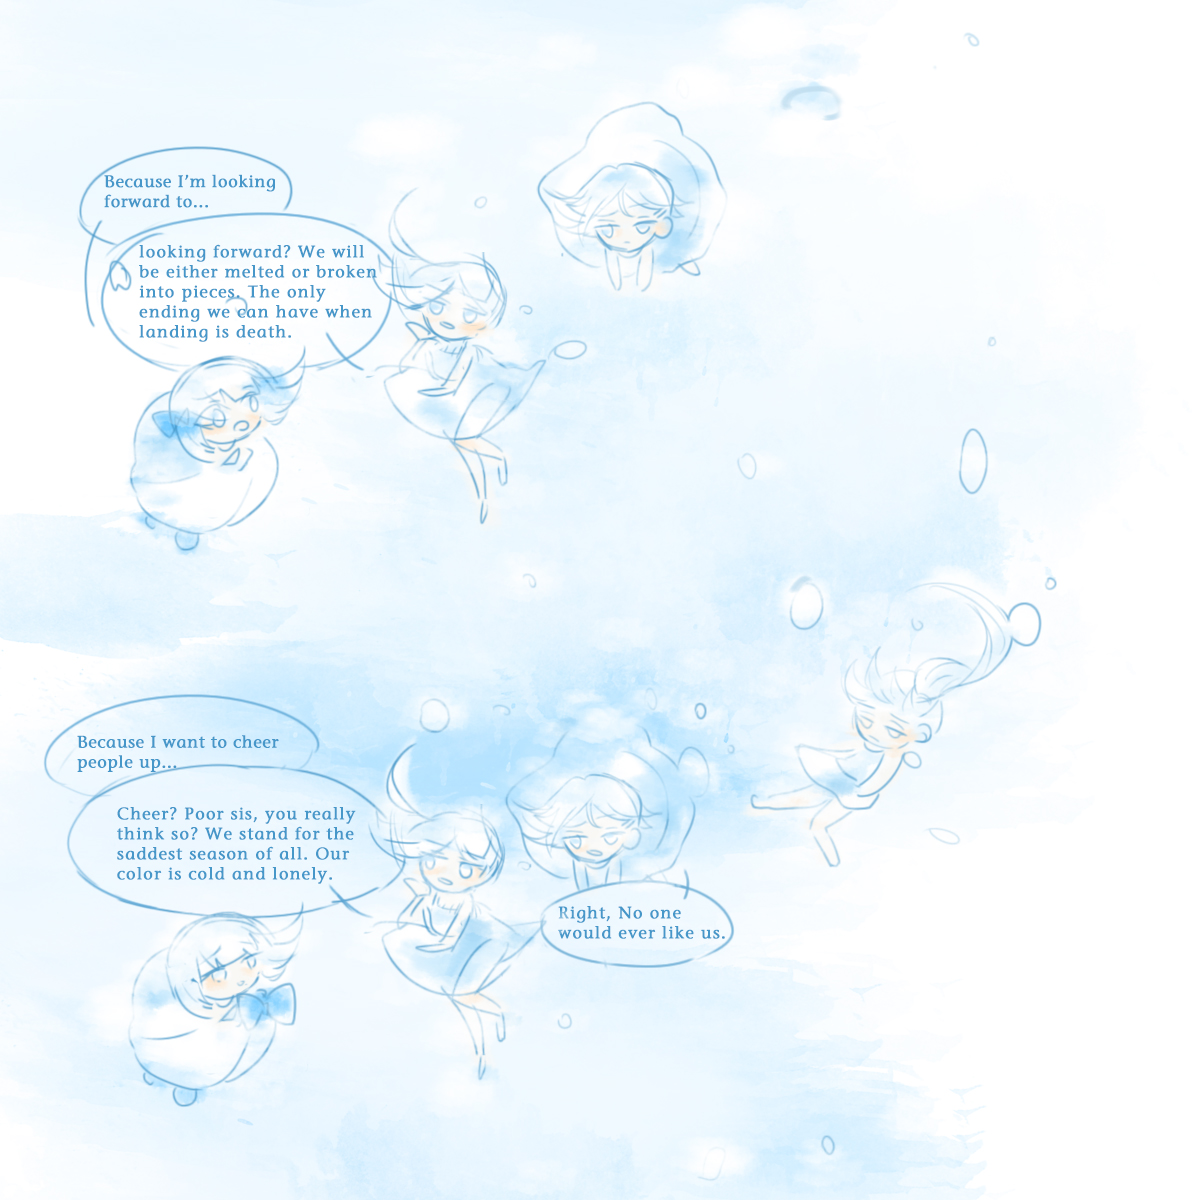 Because I'm looking
forward to...
looking forward? We will
be either melted or broken
into pieces. The only
ending we can have when
landing is death.
Because I want to cheer
people up...
Cheer? Poor sis, you really
think so? We stand for the
saddest season of all. Our
color is cold and lonely.
Right, No one
would ever like us.